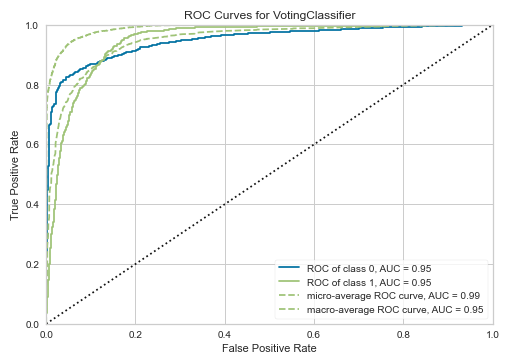 ROC Curves for VotingClassifier
True Positive Rate
1.0
0.8
0.6
0.4
0.2
0.0
ROC of class 0, AUC = 0.95
ROC of class 1, AUC = 0.95
micro-average ROC curve, AUC = 0.99
macro-average ROC curve, AUC = 0.95
0.0 0.2 0.4 0.6 0.8 1.0
False Positive Rate